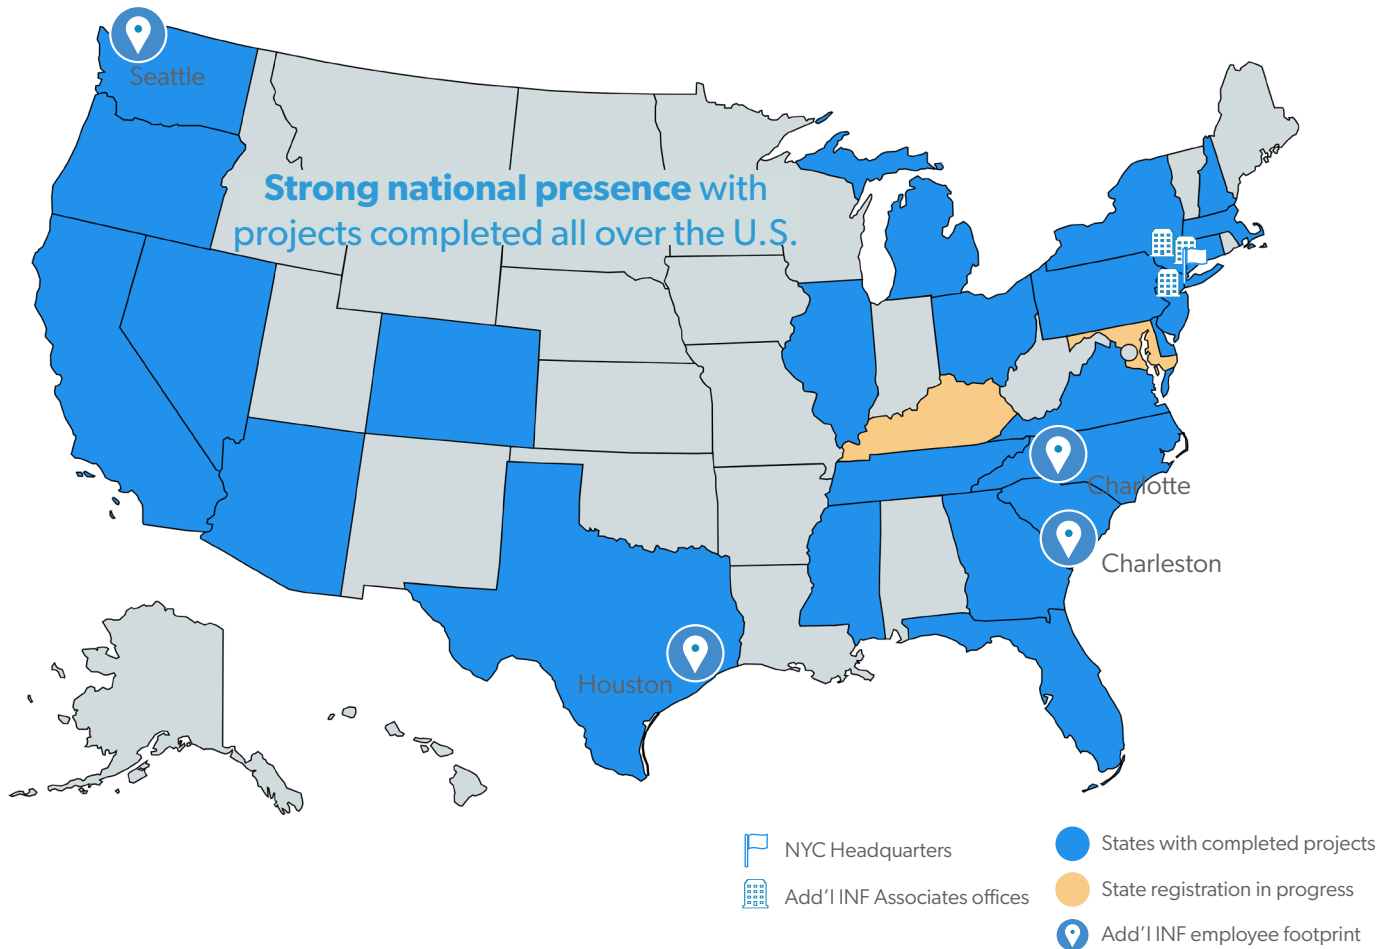 Seattle
Strong national presence with
projects completed all over the U.S.
Charlotte
Charleston
Houston
NYC Headquarters
Add'l INF Associates offices
States with completed projects
State registration in progress
Add'l INF employee footprint